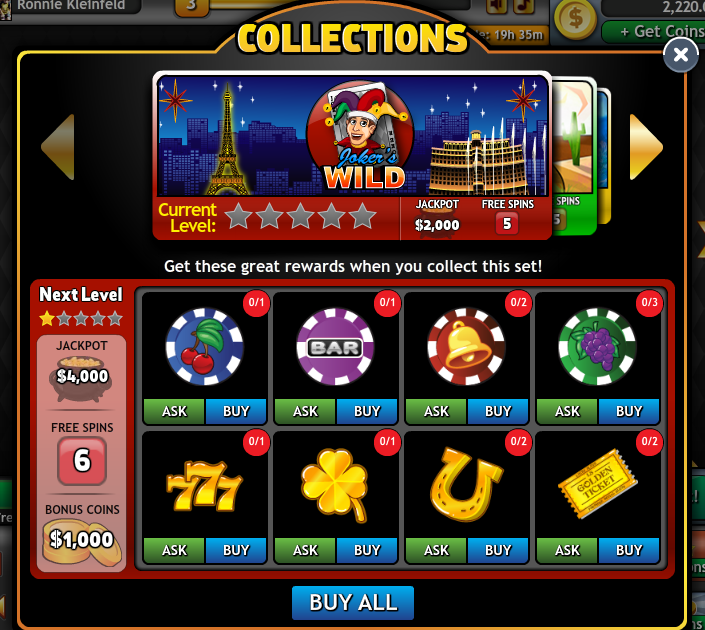 Ronnie Kleinfeld
3
2,220.
19h 35m
+ Get Coins
COLLECTIONS
Joker's
WILD
Current
Level:
JACKPOT
$2,000
FREE SPINS
5
SPINS
5
Get these great rewards when you collect this set!
Next Level
JACKPOT
$4,000
FREE SPINS
6
BONUS COINS
$1,000
0/1
0/1
0/2
0/3
BAR
ASK BUY
ASK BUY
ASK BUY
ASK BUY
0/1
0/1
0/2
0/2
777
GOLDEN
TICKET
ASK BUY
ASK BUY
ASK BUY
ASK BUY
BUY ALL